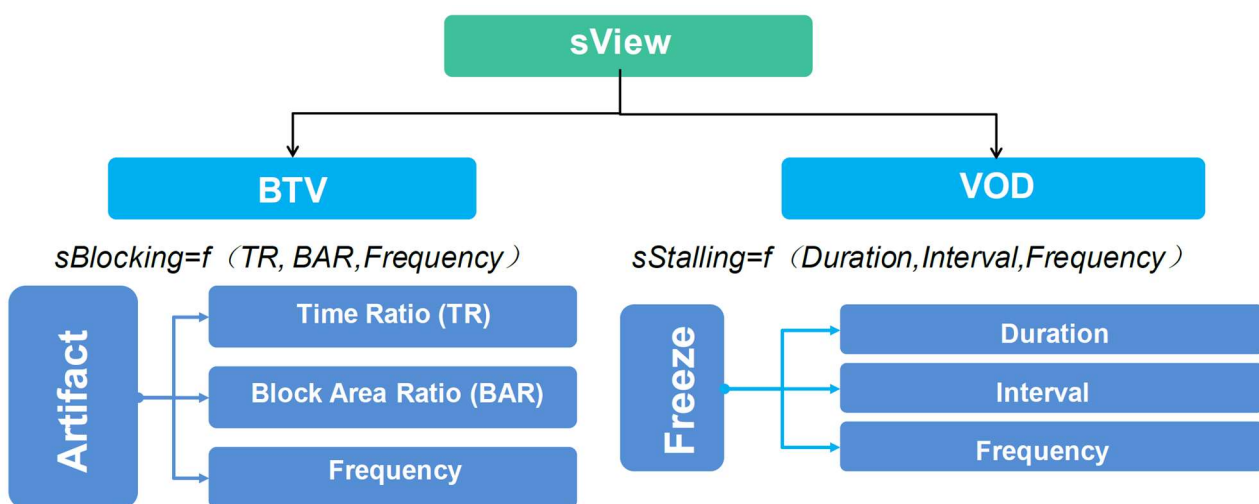 sView
BTV
VOD
sBlocking=f（TR, BAR,Frequency）
sStalling=f（Duration,Interval,Frequency）
Artifact
Time Ratio (TR)
Block Area Ratio (BAR)
Frequency
Freeze
Duration
Interval
Frequency